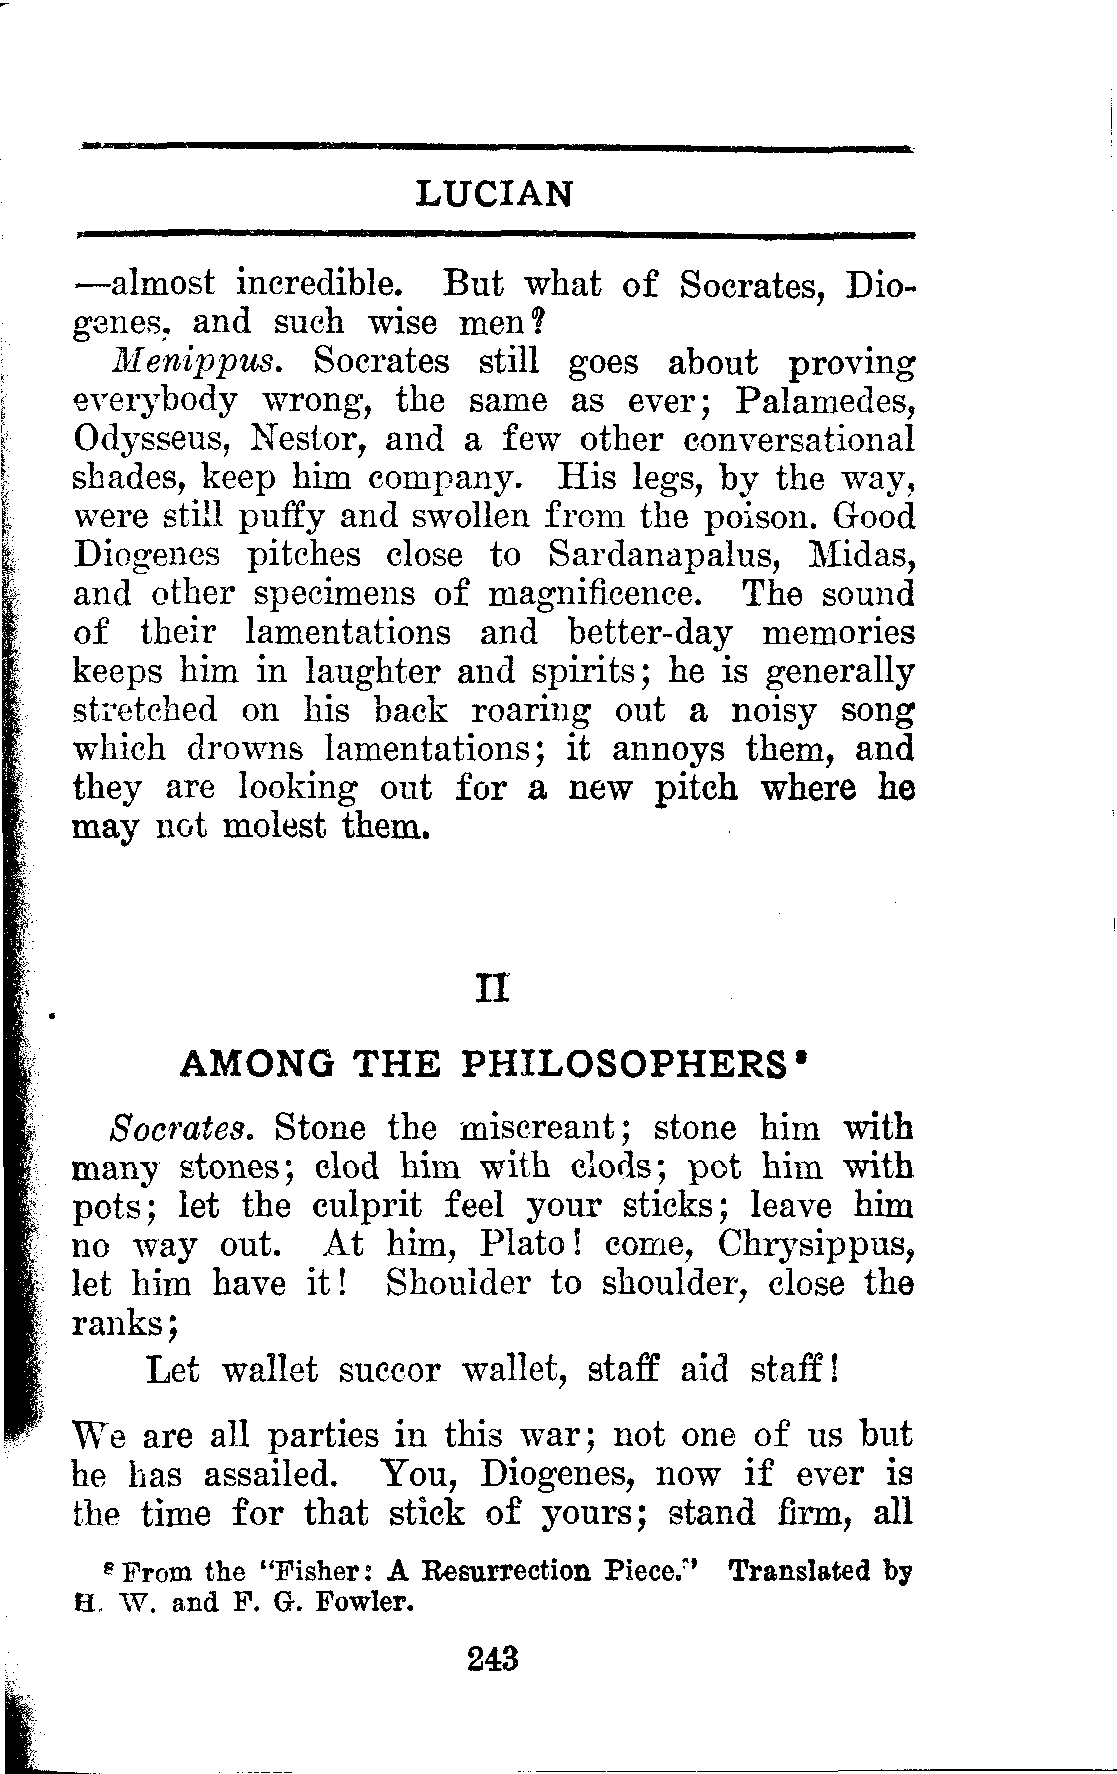 LUCIAN
—almost incredible. But what of Socrates, Dio-
genes, and such wise men?
Menippus. Socrates still goes about proving
everybody wrong, the same as ever; Palamedes,
Odysseus, Nestor, and a few other conversational
shades, keep him company. His legs, by the way,
were still puffy and swollen from the poison. Good
Diogenes pitches close to Sardanapalus, Midas,
and other specimens of magnificence. The sound
of their lamentations and better-day memories
keeps him in laughter and spirits; he is generally
stretched on his back roaring out a noisy song
which drowns lamentations; it annoys them, and
they are looking out for a new pitch where he
may not molest them.
II
AMONG THE PHILOSOPHERS⁸
Socrates. Stone the miscreant; stone him with
many stones; clod him with clods; pot him with
pots; let the culprit feel your sticks; leave him
no way out. At him, Plato! come, Chrysippus,
let him have it! Shoulder to shoulder, close the
ranks;
Let wallet succor wallet, staff aid staff!
We are all parties in this war; not one of us but
he has assailed. You, Diogenes, now if ever is
the time for that stick of yours; stand firm, all
⁸ From the "Fisher: A Resurrection Piece." Translated by
H. W. and F. G. Fowler.
243